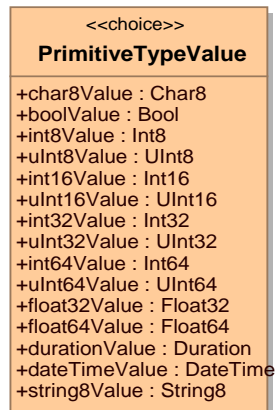 <<choice>>
PrimitiveTypeValue
+char8Value : Char8
+boolValue : Bool
+int8Value : Int8
+uInt8Value : UInt8
+int16Value : Int16
+uInt16Value : UInt16
+int32Value : Int32
+uInt32Value : UInt32
+int64Value : Int64
+uInt64Value : UInt64
+float32Value : Float32
+float64Value : Float64
+durationValue : Duration
+dateTimeValue : DateTime
+string8Value : String8